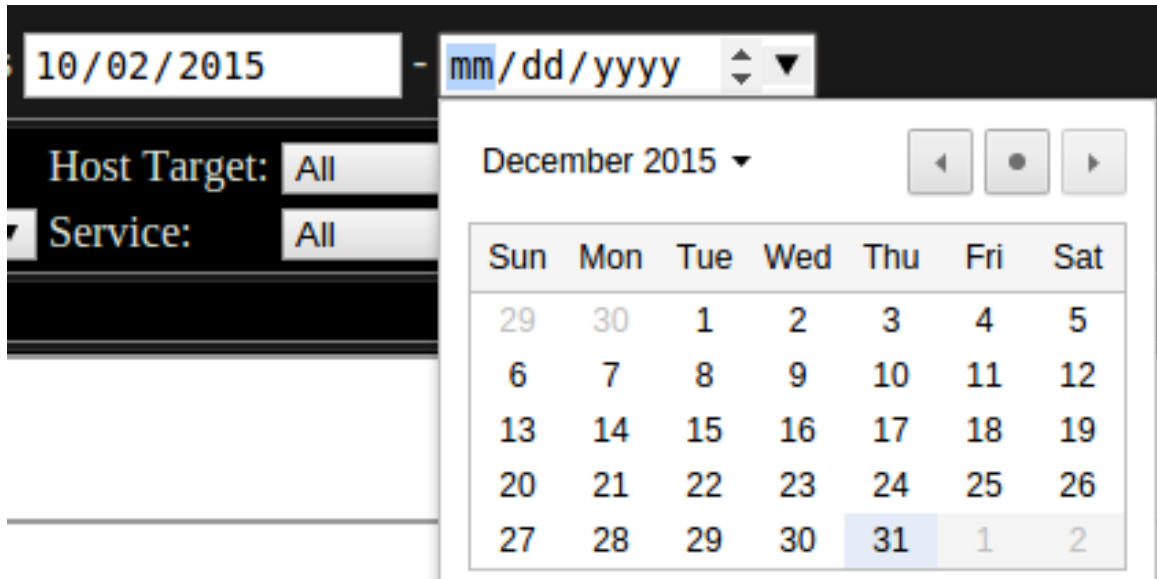 10/02/2015 - mm/dd/yyyy
Host Target: All
Service: All
December 2015
Sun Mon Tue Wed Thu Fri Sat
29 30 1 2 3 4 5
6 7 8 9 10 11 12
13 14 15 16 17 18 19
20 21 22 23 24 25 26
27 28 29 30 31 1 2